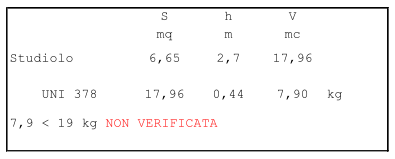 S h V
mq m mc
Studiolo 6,65 2,7 17,96
UNI 378 17,96 0,44 7,90 kg
7,9 < 19 kg NON VERIFICATA